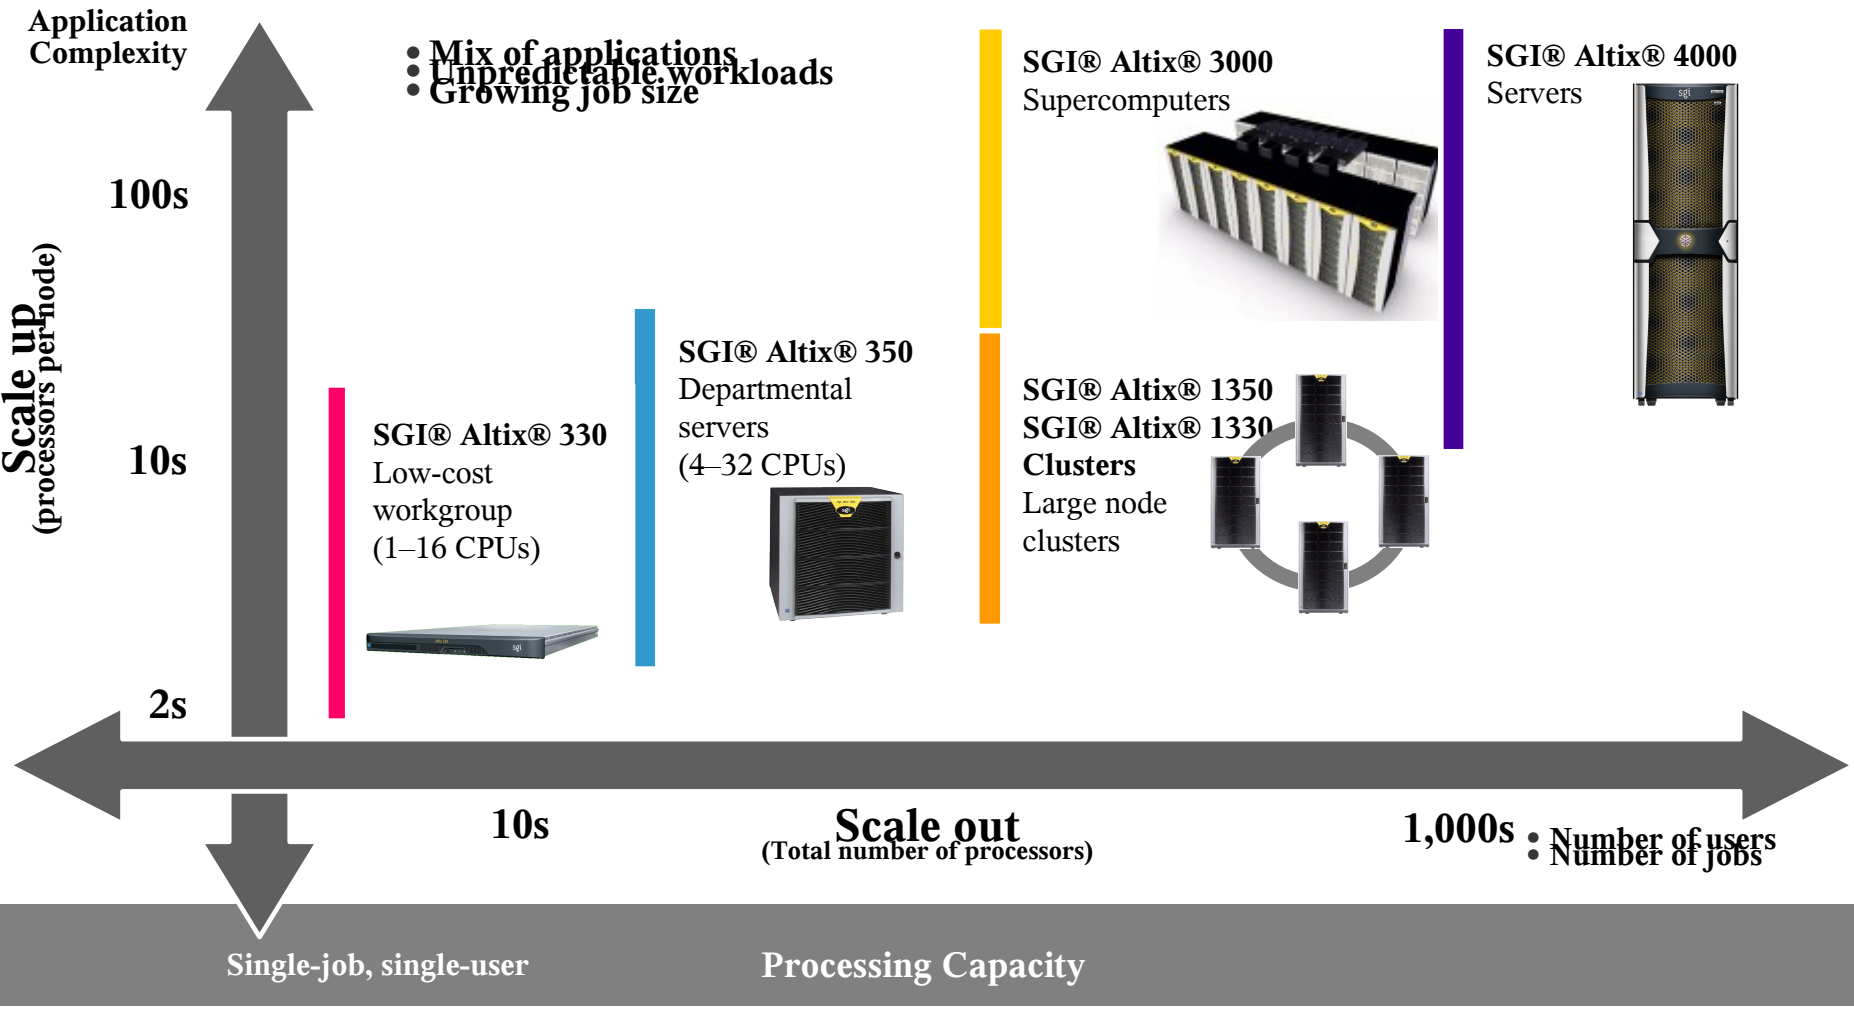 Application
Complexity
• Mix of applications
• Unpredictable workloads
• Growing job size
SGI® Altix® 3000
Supercomputers
SGI® Altix® 4000
Servers
sgi
100s
Scale up
(processors per node)
SGI® Altix® 350
Departmental
servers
(4–32 CPUs)
sgi
SGI® Altix® 1350
SGI® Altix® 1330
Clusters
Large node
clusters
SGI® Altix® 330
Low-cost
workgroup
(1–16 CPUs)
sgi
10s
2s
10s
Scale out
(Total number of processors)
1,000s
• Number of users
• Number of jobs
Single-job, single-user
Processing Capacity